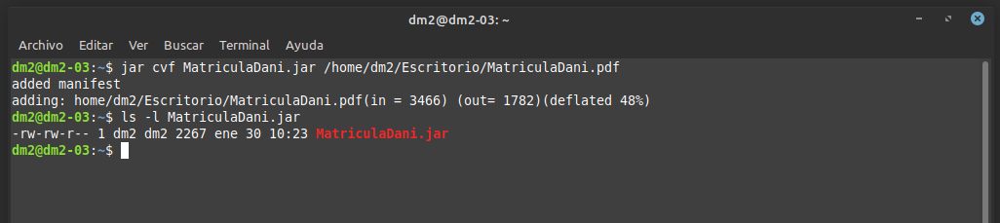 dm2@dm2-03: ~
Archivo Editar Ver Buscar Terminal Ayuda
dm2@dm2-03:~$ jar cvf MatriculaDani.jar /home/dm2/Escritorio/MatriculaDani.pdf
added manifest
adding: home/dm2/Escritorio/MatriculaDani.pdf(in = 3466) (out= 1782)(deflated 48%)
dm2@dm2-03:~$ ls -l MatriculaDani.jar
-rw-rw-r-- 1 dm2 dm2 2267 ene 30 10:23 MatriculaDani.jar
dm2@dm2-03:~$